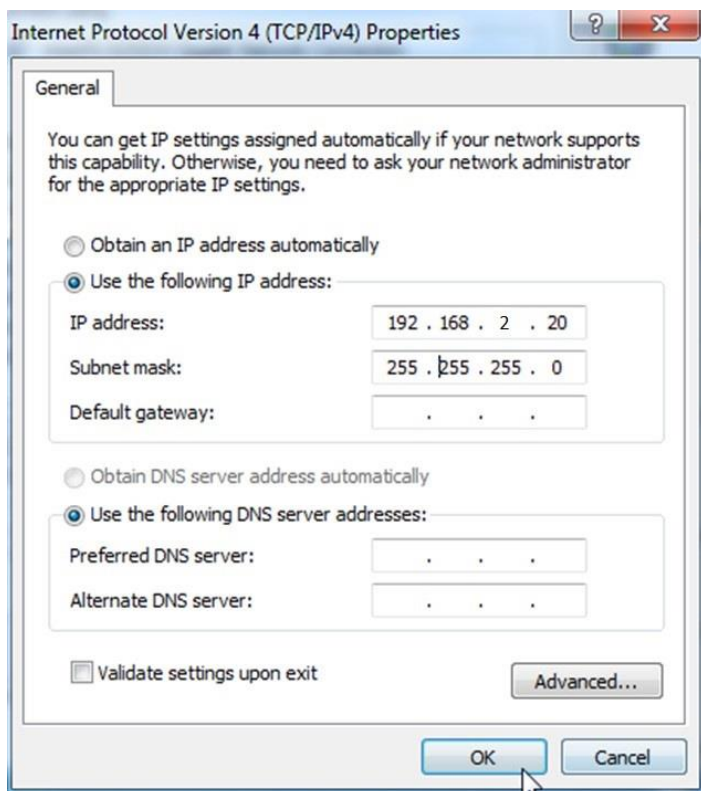 Internet Protocol Version 4 (TCP/IPv4) Properties
?
X
General
You can get IP settings assigned automatically if your network supports
this capability. Otherwise, you need to ask your network administrator
for the appropriate IP settings.
Obtain an IP address automatically
Use the following IP address:
IP address: 192 . 168 . 2 . 20
Subnet mask: 255 . 255 . 255 . 0
Default gateway: . . .
Obtain DNS server address automatically
Use the following DNS server addresses:
Preferred DNS server: . . .
Alternate DNS server: . . .
Validate settings upon exit
Advanced...
OK Cancel